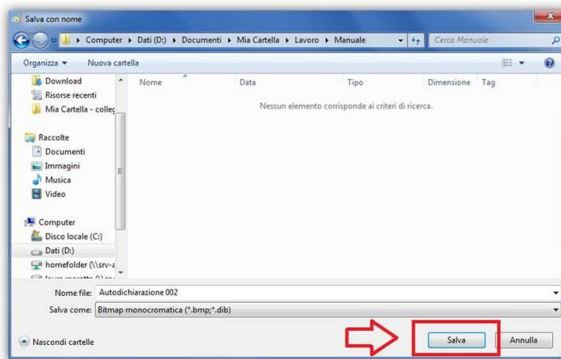 Salva con nome
Computer ▸ Dati (D:) ▸ Documenti ▸ Mia Cartella ▸ Lavoro ▸ Manuale
Cerca Manuale
Organizza
Nuova cartella
Download
Risorse recenti
Mia Cartella - colleg
Raccolte
Documenti
Immagini
Musica
Video
Computer
Disco locale (C:)
Dati (D:)
homefolder (\\srv-a
Nome
Data
Tipo
Dimensione
Tag
Nessun elemento corrisponde ai criteri di ricerca.
Nome file: Autodichiarazione 002
Salva come: Bitmap monocromatica (*.bmp;*.dib)
Nascondi cartelle
Salva
Annulla